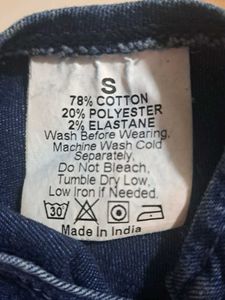 S
78% COTTON
20% POLYESTER
2% ELASTANE
Wash Before Wearing,
Machine Wash Cold
Separately,
Do Not Bleach,
Tumble Dry Low,
Low Iron if Needed.
30
Made In India